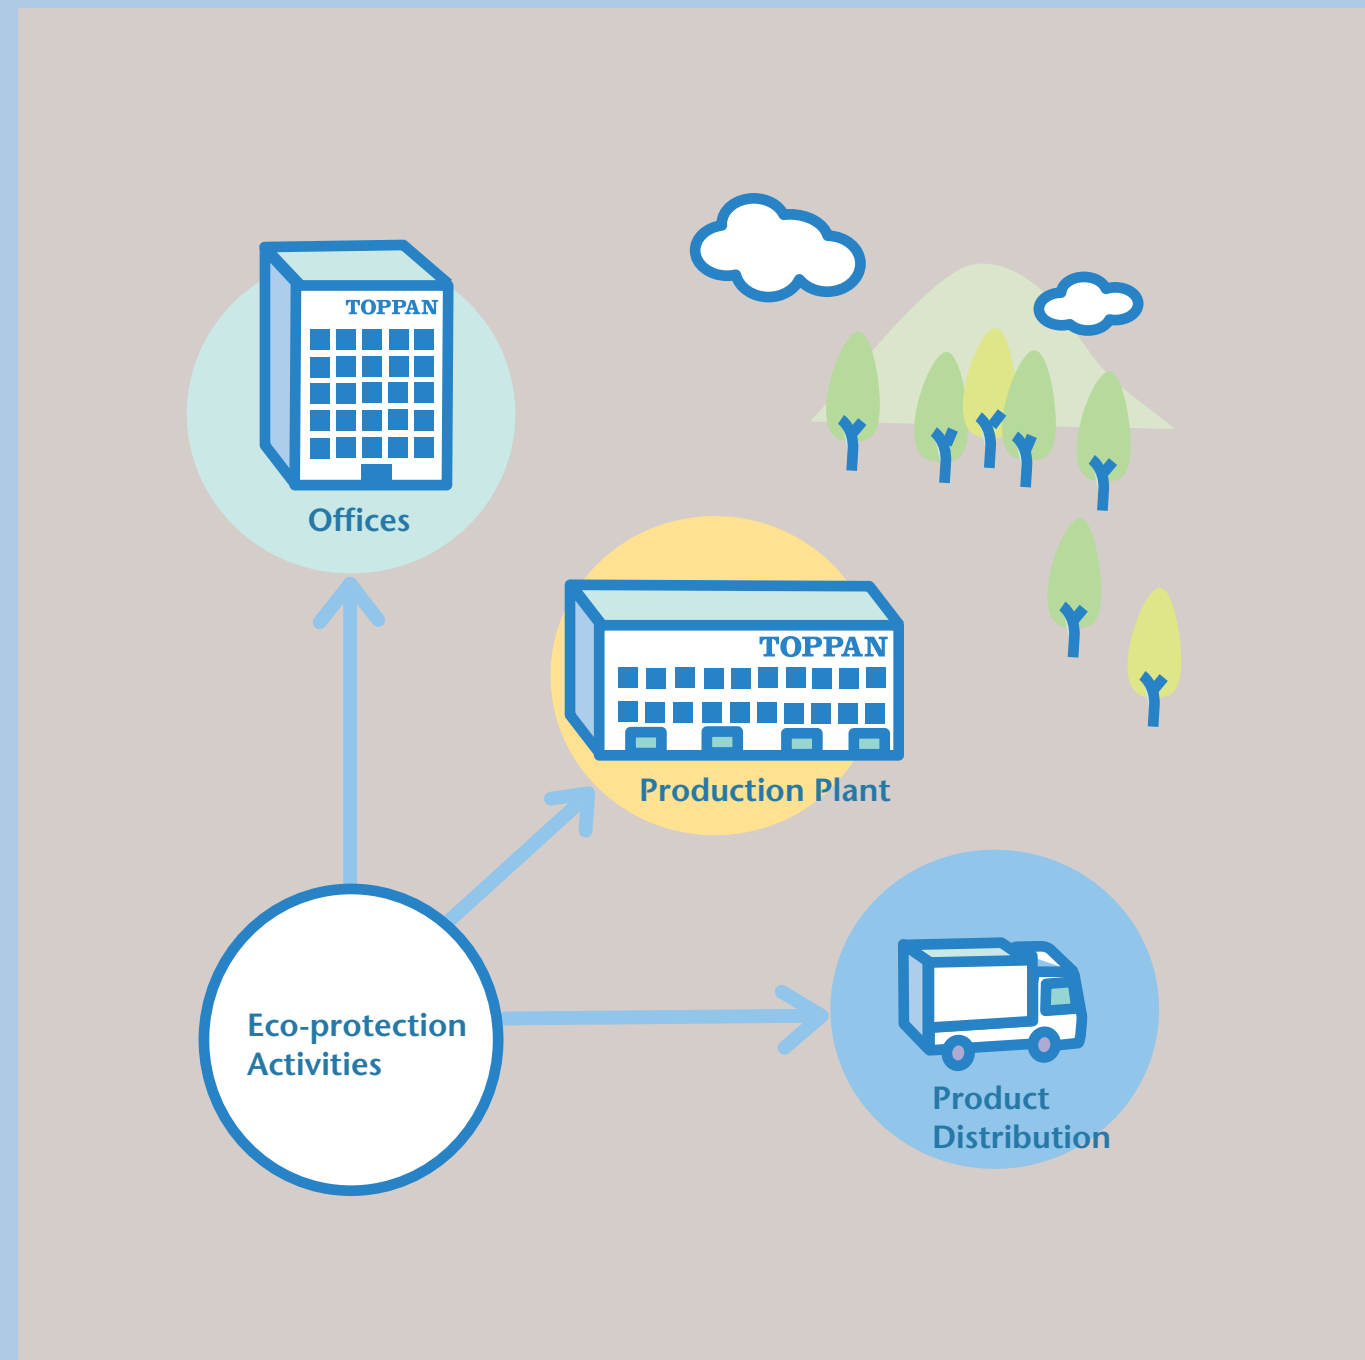 TOPPAN
Offices
TOPPAN
Production Plant
Eco-protection
Activities
Product
Distribution